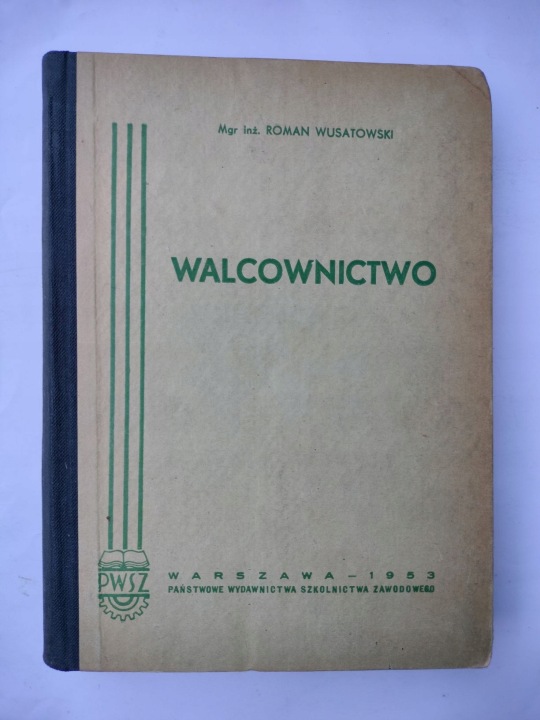 Mgr inż. ROMAN WUSATOWSKI
WALCOWNICTWO
PWSZ
WARSZAWA – 1953
PAŃSTWOWE WYDAWNICTWA SZKOLNICTWA ZAWODOWEGO